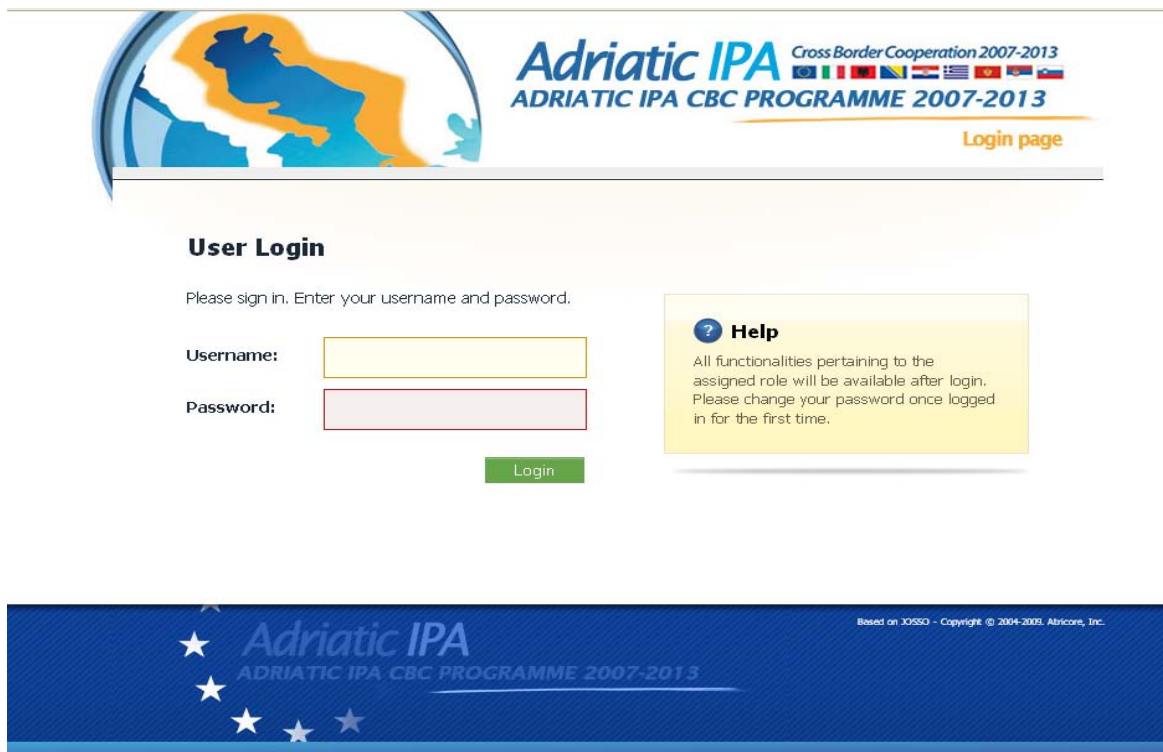 Adriatic IPA Cross Border Cooperation 2007-2013
ADRIATIC IPA CBC PROGRAMME 2007-2013
Login page
User Login
Please sign in. Enter your username and password.
Username:
Password:
Login
? Help
All functionalities pertaining to the
assigned role will be available after login.
Please change your password once logged
in for the first time.
Based on JOSSO - Copyright © 2004-2009. Atricore, Inc.
Adriatic IPA
ADRIATIC IPA CBC PROGRAMME 2007-2013